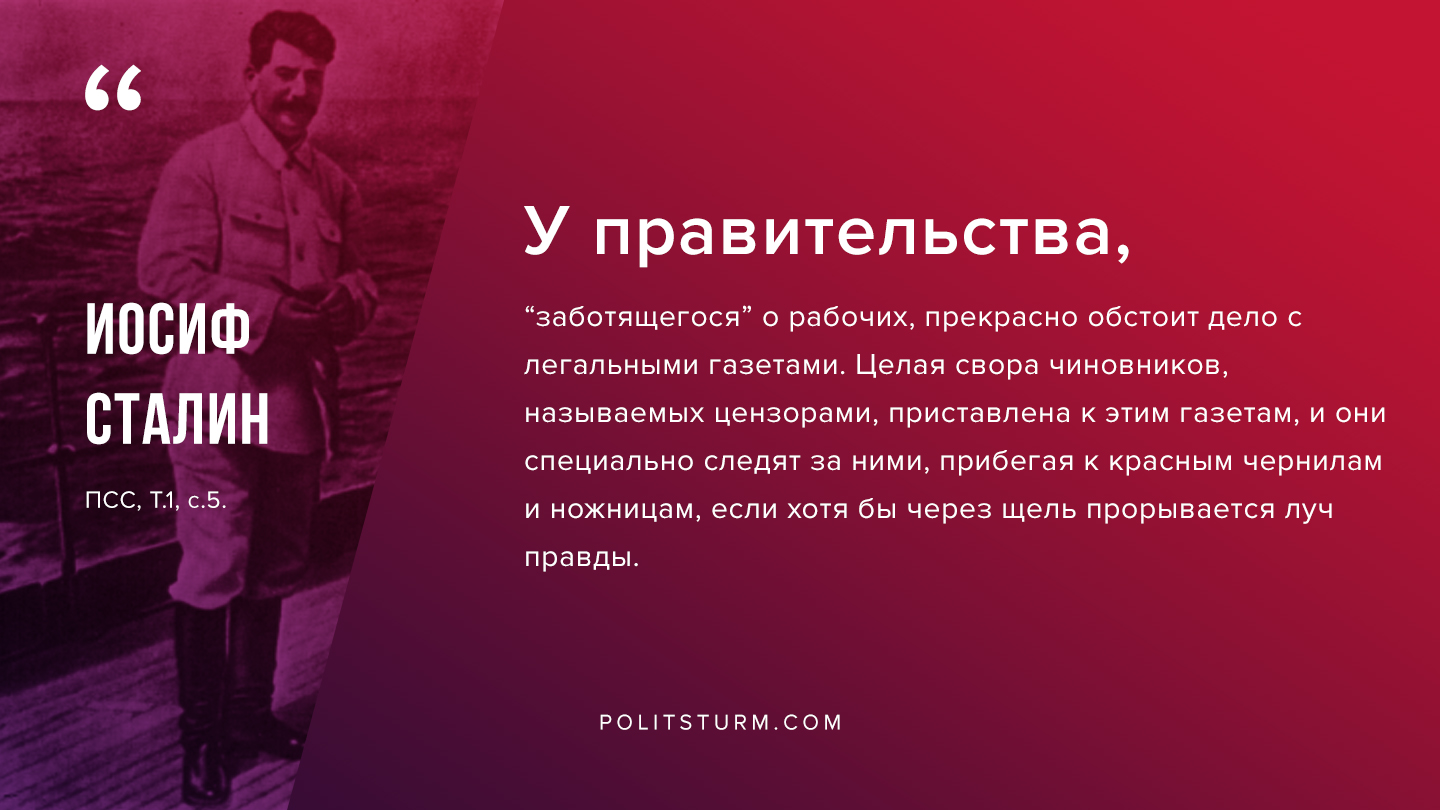 “
ИОСИФ
СТАЛИН
ПСС, Т.1, с.5.
У правительства,
“заботящегося” о рабочих, прекрасно обстоит дело с
легальными газетами. Целая свора чиновников,
называемых цензорами, приставлена к этим газетам, и они
специально следят за ними, прибегая к красным чернилам
и ножницам, если хотя бы через щель прорывается луч
правды.
POLITSTURM.COM